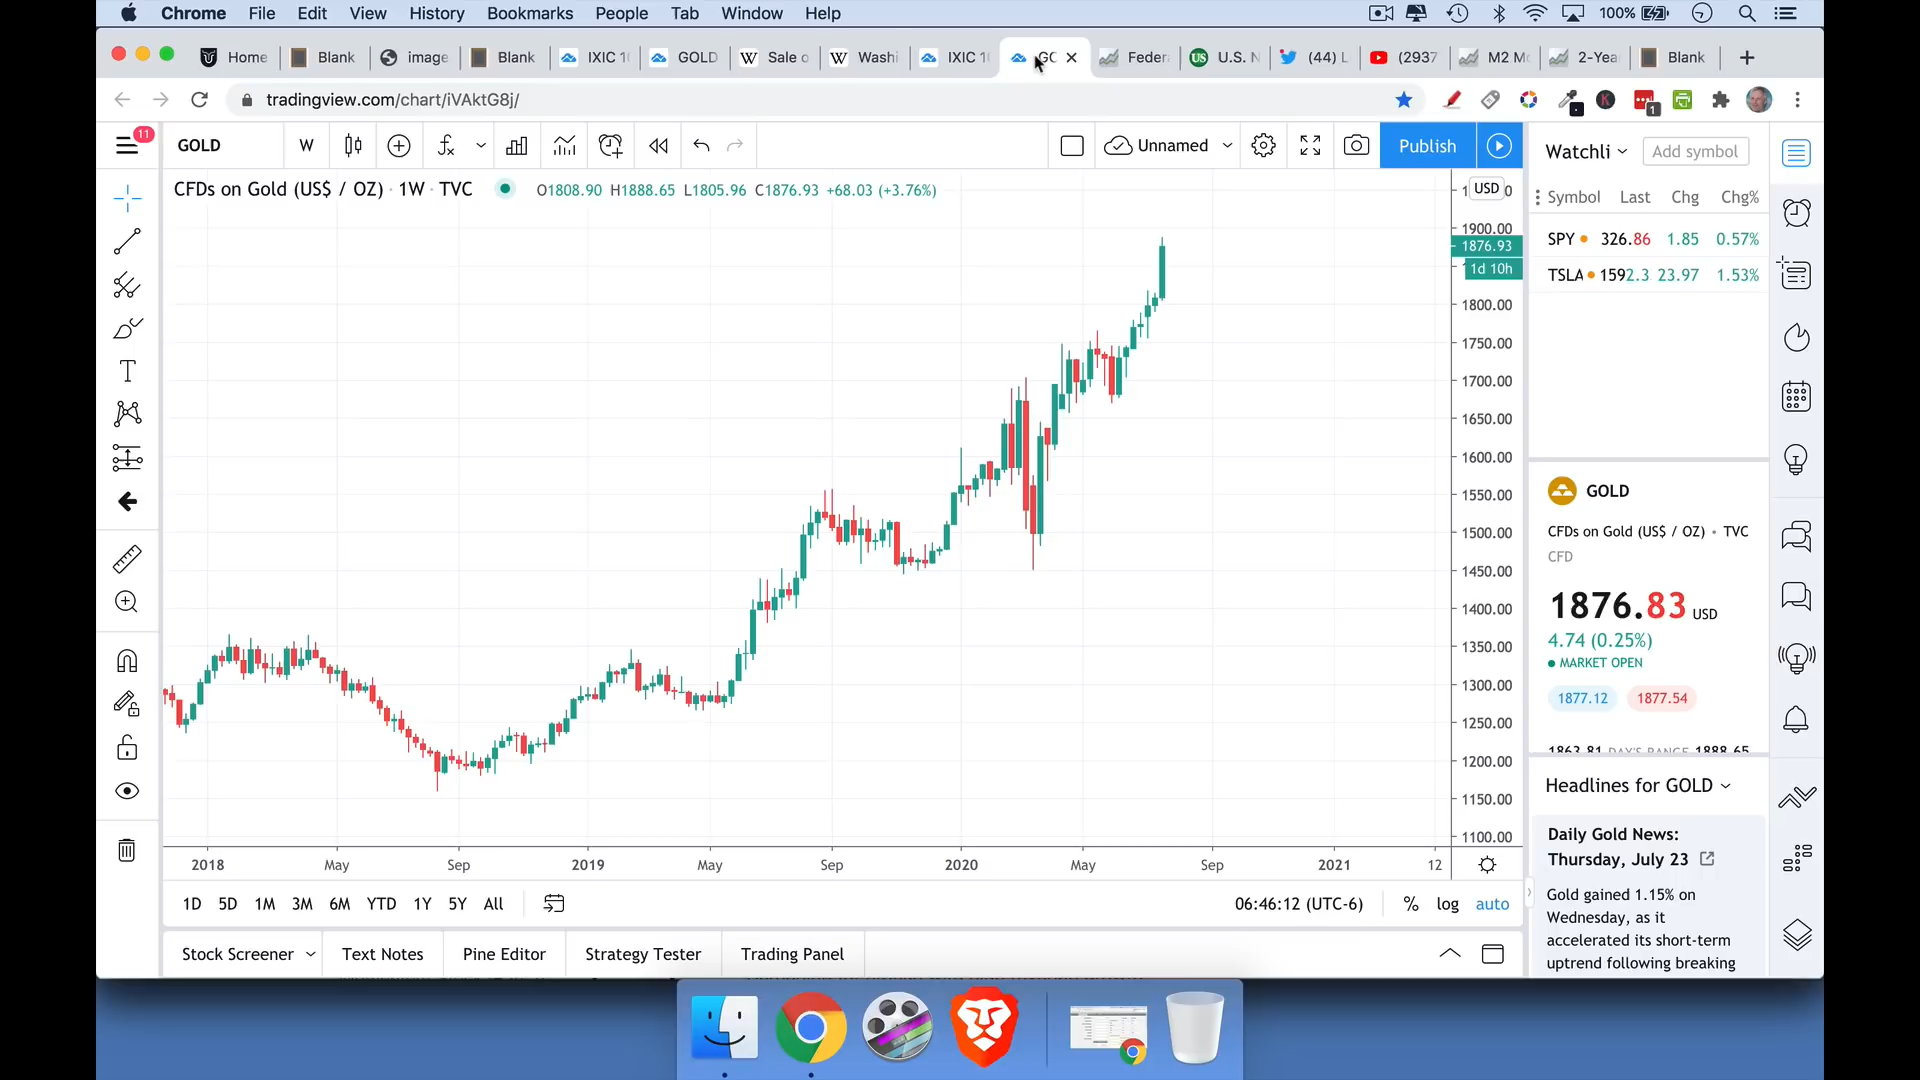 Chrome File Edit View History Bookmarks People Tab Window Help 100%
Home Blank image Blank IXIC 1 GOLD Sale o Washi IXIC 1 GC Feder U.S. N (44) L (2937 M2 M 2-Yea Blank
tradingview.com/chart/iVAktG8j/
11
GOLD W Unnamed Publish
CFDs on Gold (US$ / OZ) · 1W · TVC O1808.90 H1888.65 L1805.96 C1876.93 +68.03 (+3.76%)
USD
1900.00
1876.93
1d 10h
1800.00
1750.00
1700.00
1650.00
1600.00
1550.00
1500.00
1450.00
1400.00
1350.00
1300.00
1250.00
1200.00
1150.00
1100.00
2018 May Sep 2019 May Sep 2020 May Sep 2021 12
1D 5D 1M 3M 6M YTD 1Y 5Y All 06:46:12 (UTC-6) % log auto
Stock Screener Text Notes Pine Editor Strategy Tester Trading Panel
Watchli Add symbol
Symbol Last Chg Chg%
SPY 326.86 1.85 0.57%
TSLA 1592.3 23.97 1.53%
GOLD
CFDs on Gold (US$ / OZ) • TVC
CFD
1876.83 USD
4.74 (0.25%)
MARKET OPEN
1877.12 1877.54
1863.81 DAY'S RANGE 1888.65
Headlines for GOLD
Daily Gold News:
Thursday, July 23
Gold gained 1.15% on
Wednesday, as it
accelerated its short-term
uptrend following breaking